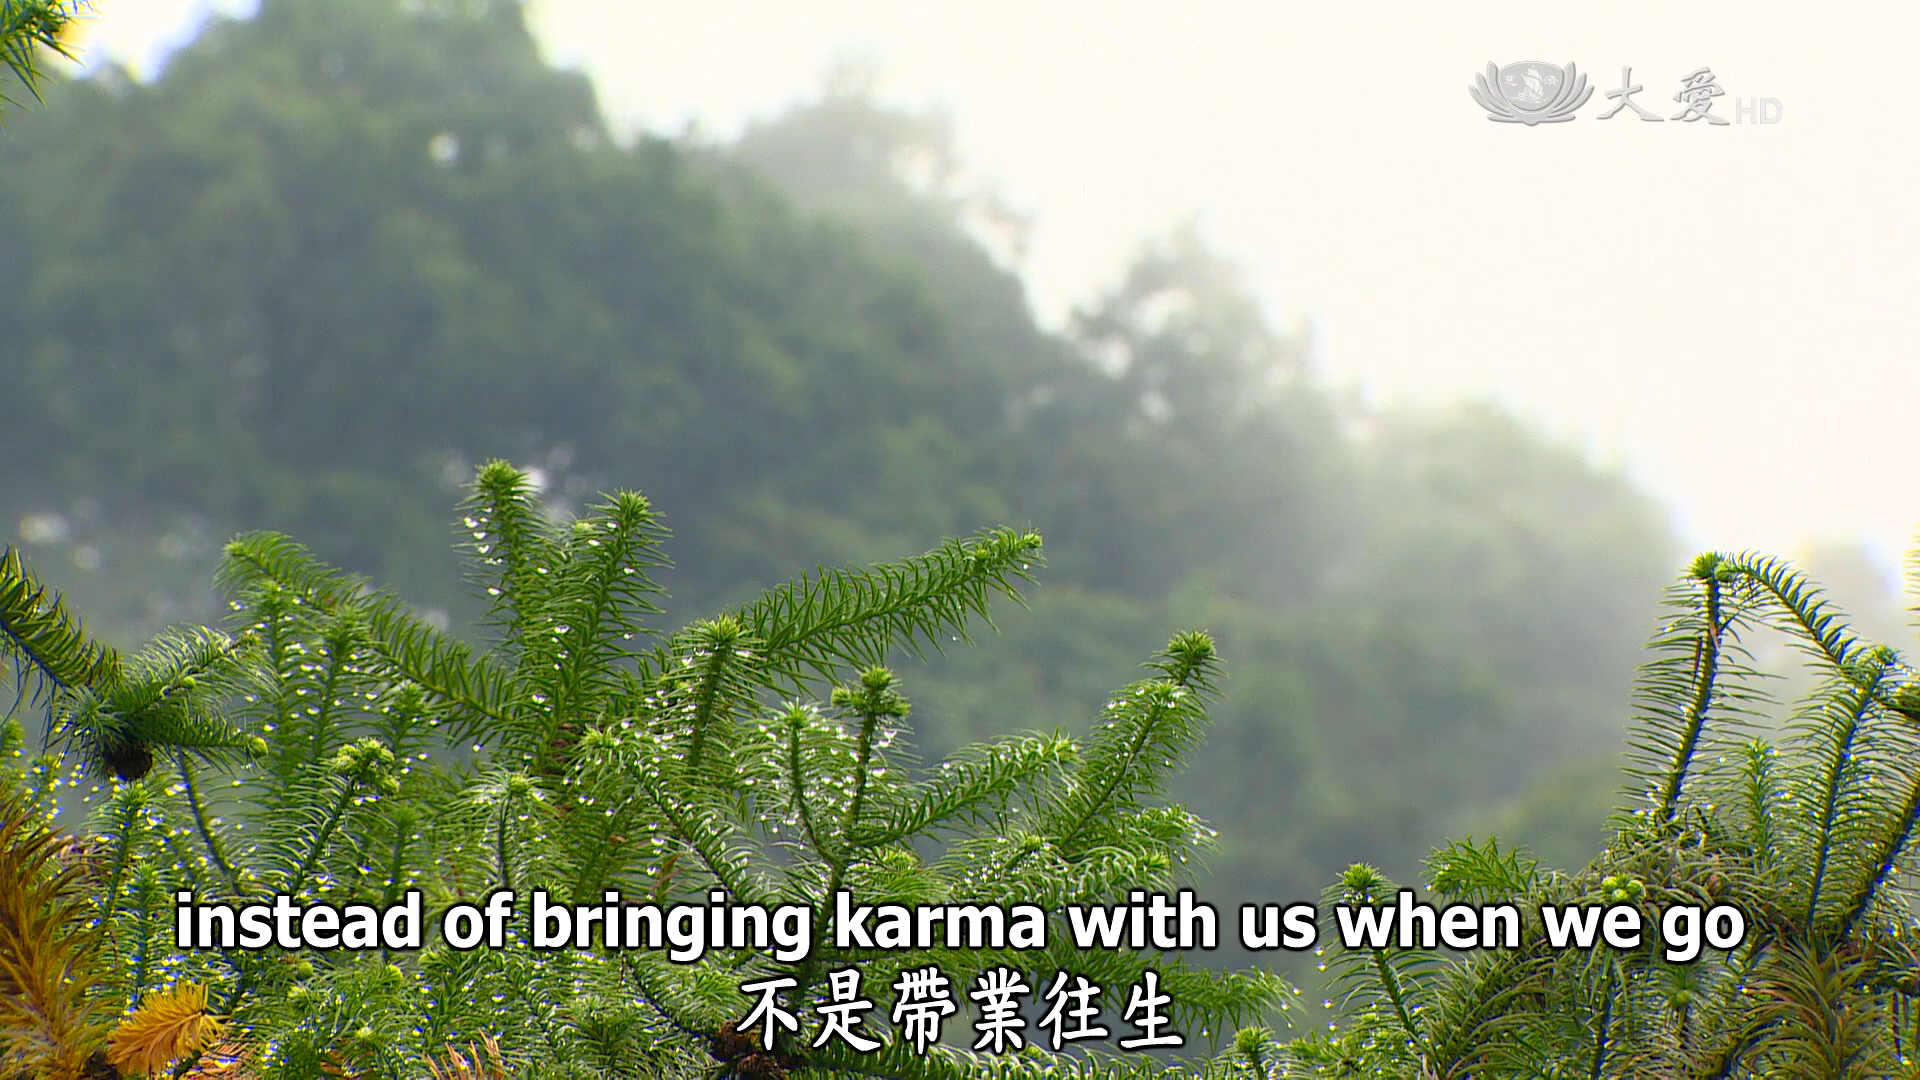 大愛HD
instead of bringing karma with us when we go
不是帶業往生